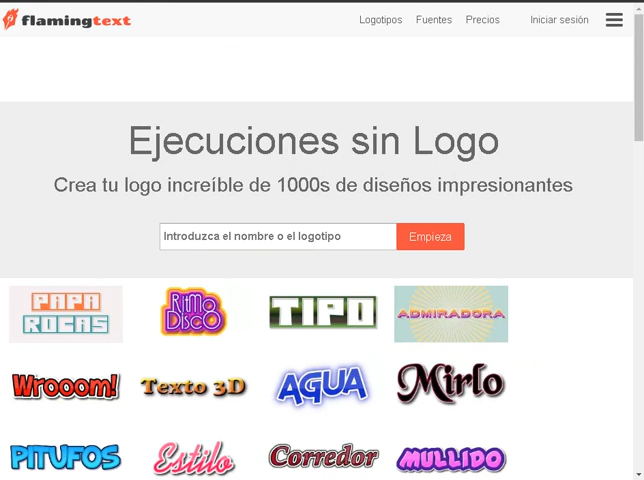 flamingtext
Logotipos Fuentes Precios Iniciar sesión
Ejecuciones sin Logo
Crea tu logo increíble de 1000s de diseños impresionantes
Introduzca el nombre o el logotipo Empieza
PAPA ROCAS
RITMO DISCO
TIPO
ADMIRADORA
Wrooom!
Texto 3D
AGUA
Mirlo
PITUFOS
Estilo
Corredor
MULLIDO